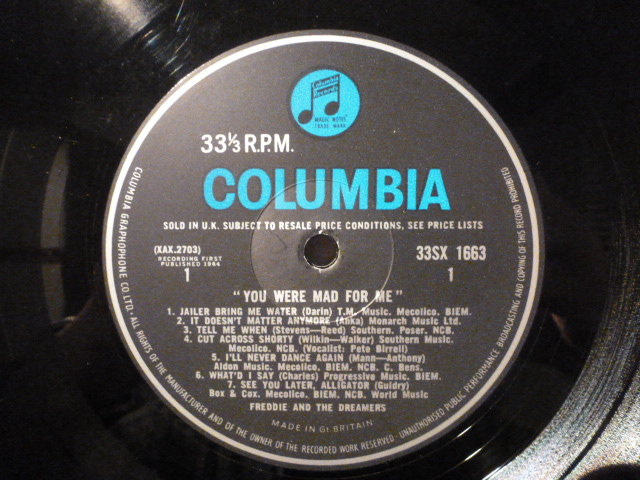 Columbia
Records
MAGIC NOTES
TRADE MARK
33⅓ R.P.M.
COLUMBIA
SOLD IN U.K. SUBJECT TO RESALE PRICE CONDITIONS, SEE PRICE LISTS
(XAX.2703)
RECORDING FIRST
PUBLISHED 1964
1
33SX 1663
1
"YOU WERE MAD FOR ME"
1. JAILER BRING ME WATER (Darin) T.M. Music. Mecolico. BIEM.
2. IT DOESN'T MATTER ANYMORE (Anka) Monarch Music Ltd.
3. TELL ME WHEN (Stevens—Reed) Southern. Poser, NCB.
4. CUT ACROSS SHORTY (Wilkin—Walker) Southern Music.
Mecolico, NCB. (Vocalist: Pete Birrell)
5. I'LL NEVER DANCE AGAIN (Mann—Anthony)
Aldon Music. Mecolico, BIEM. NCB. C. Bens.
6. WHAT'D I SAY (Charles) Progressive Music. BIEM.
7. SEE YOU LATER, ALLIGATOR (Guidry)
Box & Cox. Mecolico, BIEM, NCB. World Music
FREDDIE AND THE DREAMERS
MADE IN Gt. BRITAIN
COLUMBIA GRAPHOPHONE CO LTD· ALL RIGHTS OF THE MANUFACTURER AND OF THE OWNER OF THE RECORDED WORK RESERVED· UNAUTHORISED PUBLIC PERFORMANCE BROADCASTING AND COPYING OF THIS RECORD PROHIBITED